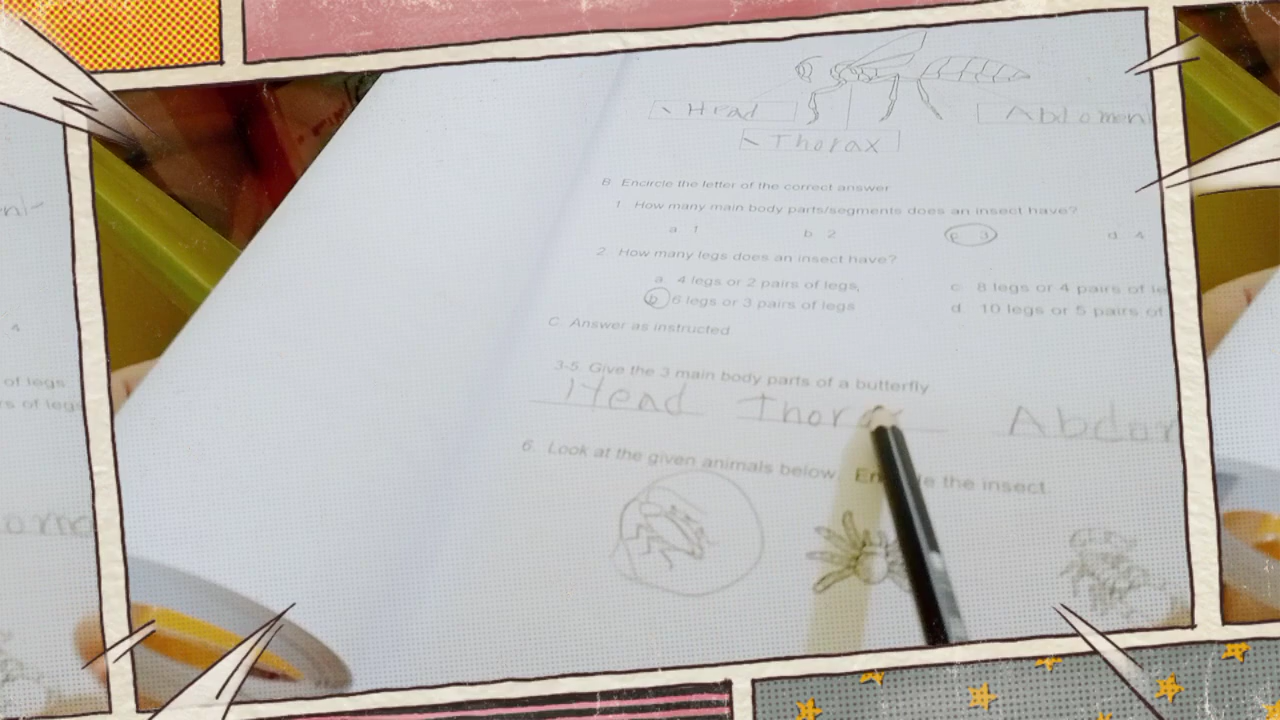 Head
Abdomen
Thorax
B. Encircle the letter of the correct answer
1. How many main body parts/segments does an insect have?
a. 1 b. 2 c. 3 d. 4
2. How many legs does an insect have?
a. 4 legs or 2 pairs of legs, c. 8 legs or 4 pairs of le
b. 6 legs or 3 pairs of legs d. 10 legs or 5 pairs of
C. Answer as instructed
3-5. Give the 3 main body parts of a butterfly
Head Thora Abdom
6. Look at the given animals below. the insect.
of legs